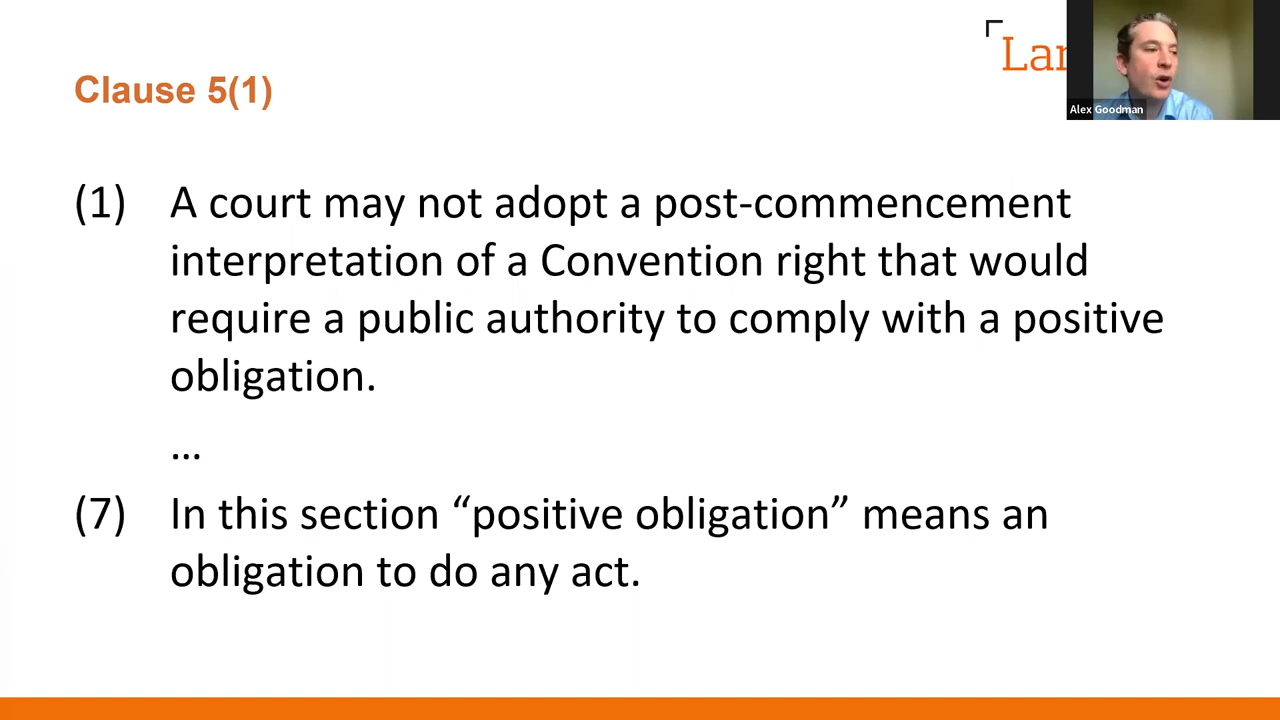 Clause 5(1)
Alex Goodman
(1) A court may not adopt a post-commencement
interpretation of a Convention right that would
require a public authority to comply with a positive
obligation.
...
(7) In this section “positive obligation” means an
obligation to do any act.